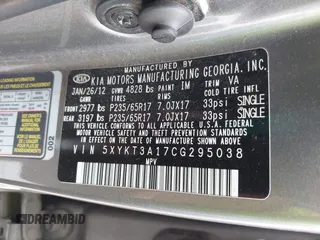 KIA KIA MOTORS MANUFACTURING GEORGIA, INC.
MANUFACTURED BY
JAN/26/12 GVWR 4828 lbs PAINT IM TRIM VA
GAWR TIRES RIMS COLD PRES.
FRONT 2977 lbs P235/65R17 7.0JX17 33psi SINGLE
REAR 3197 lbs P235/65R17 7.0JX17 33psi SINGLE
THIS VEHICLE CONFORMS TO ALL APPLICABLE FEDERAL
MOTOR VEHICLE SAFETY AND THEFT PREVENTION STANDARDS
IN EFFECT ON THE DATE OF MANUFACTURE SHOWN ABOVE.
VIN 5XYKT3A17CG295038
MPV
002
DREAMBID